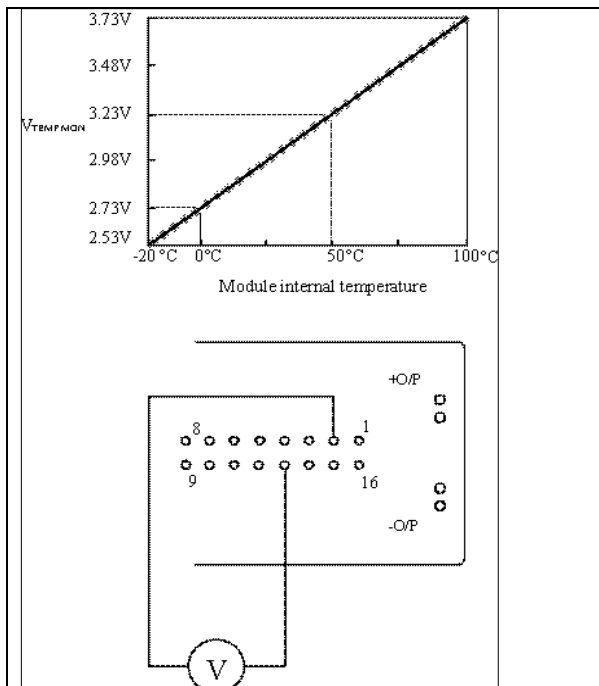 3.73V
3.48V
3.23V
VTEMPMON
2.98V
2.73V
2.53V
-20°C 0°C 50°C 100°C
Module internal temperature
+O/P
8 1
9 16
-O/P
V